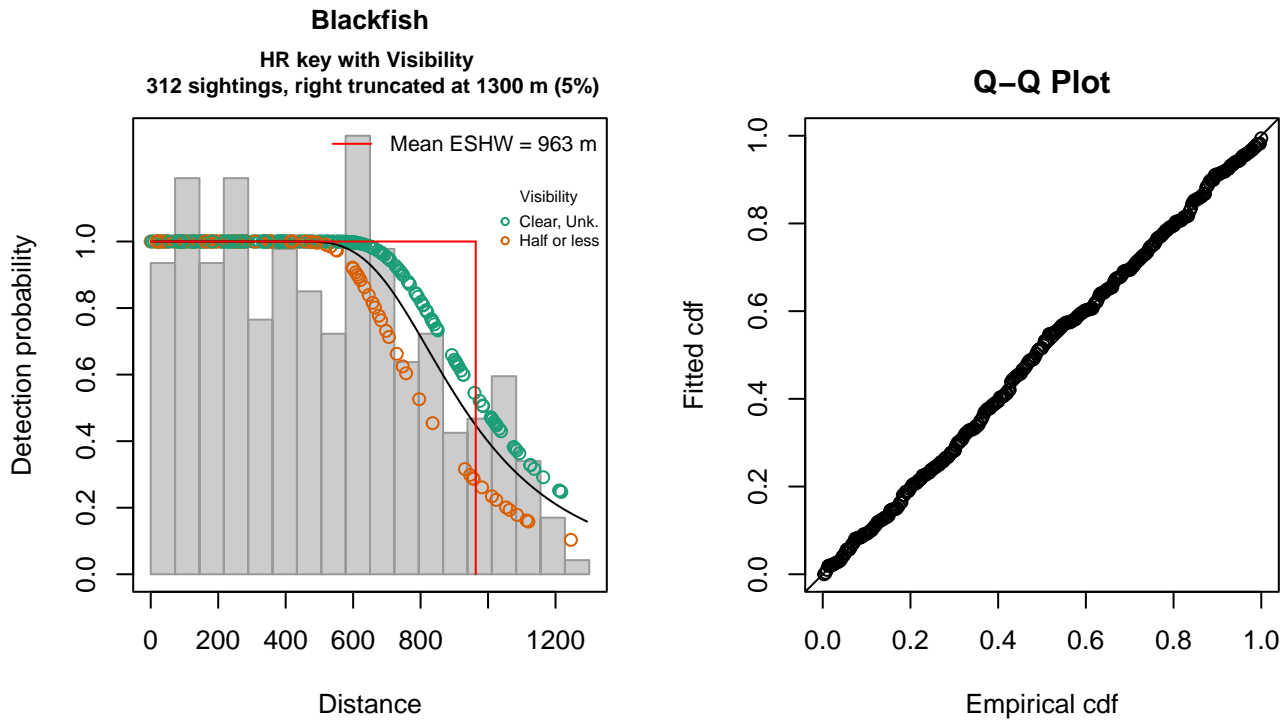 Blackfish
HR key with Visibility
312 sightings, right truncated at 1300 m (5%)
Mean ESHW = 963 m
Visibility
Clear, Unk.
Half or less
Detection probability
1.0
0.8
0.6
0.4
0.2
0.0
0 200 400 600 800 1200
Distance
Q−Q Plot
Fitted cdf
1.0
0.8
0.6
0.4
0.2
0.0
0.0 0.2 0.4 0.6 0.8 1.0
Empirical cdf